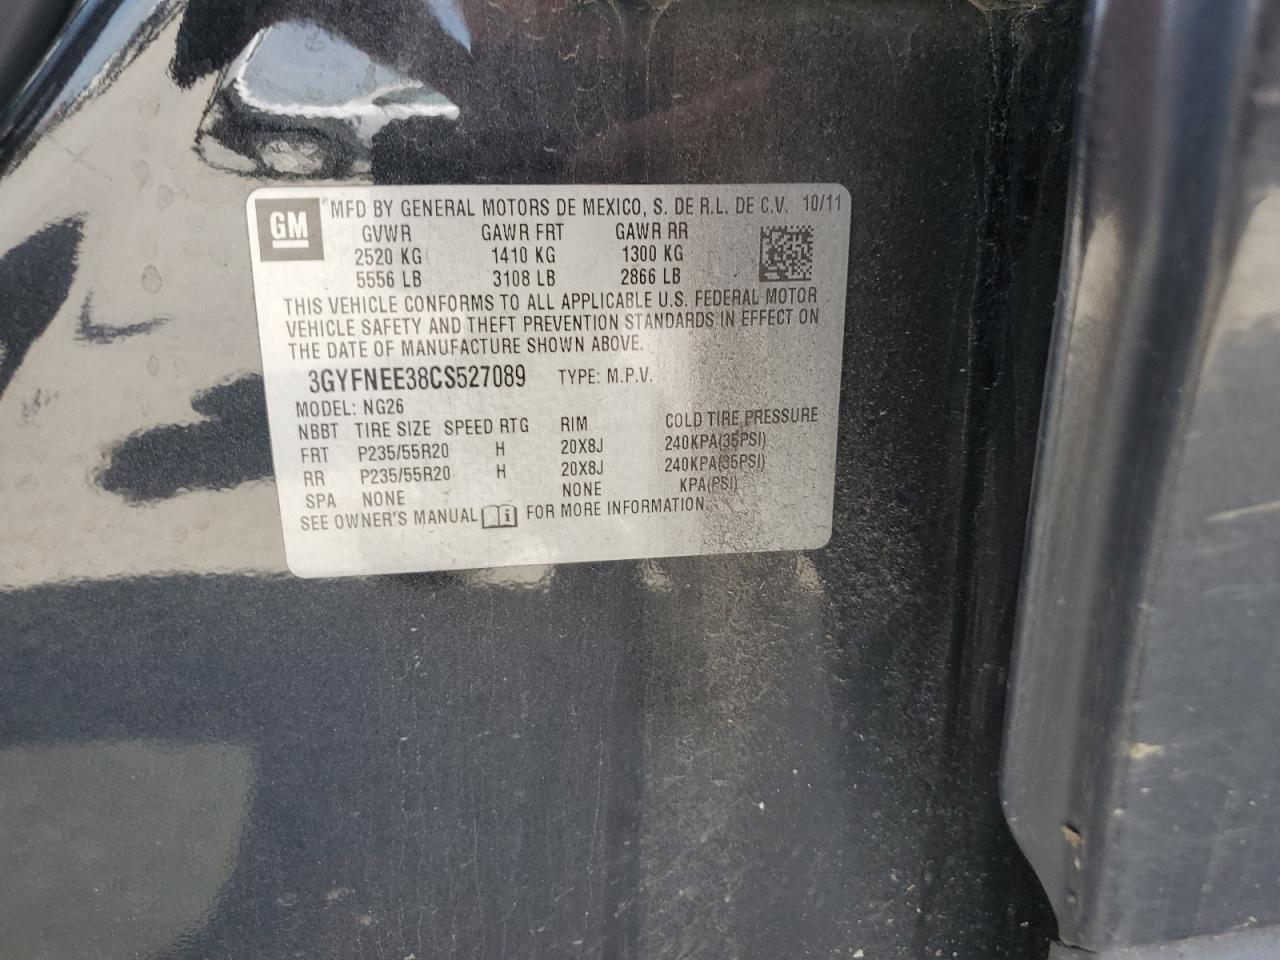 GM ® MFD BY GENERAL MOTORS DE MEXICO, S. DE R.L. DE C.V. 10/11
GVWR GAWR FRT GAWR RR
2520 KG 1410 KG 1300 KG
5556 LB 3108 LB 2866 LB
THIS VEHICLE CONFORMS TO ALL APPLICABLE U.S. FEDERAL MOTOR
VEHICLE SAFETY AND THEFT PREVENTION STANDARDS IN EFFECT ON
THE DATE OF MANUFACTURE SHOWN ABOVE.
3GYFNEE38CS527089 TYPE: M.P.V.
MODEL: NG26
NBBT TIRE SIZE SPEED RTG RIM COLD TIRE PRESSURE
FRT P235/55R20 H 20X8J 240KPA(35PSI)
RR P235/55R20 H 20X8J 240KPA(35PSI)
SPA NONE NONE KPA(PSI)
SEE OWNER'S MANUAL i FOR MORE INFORMATION.